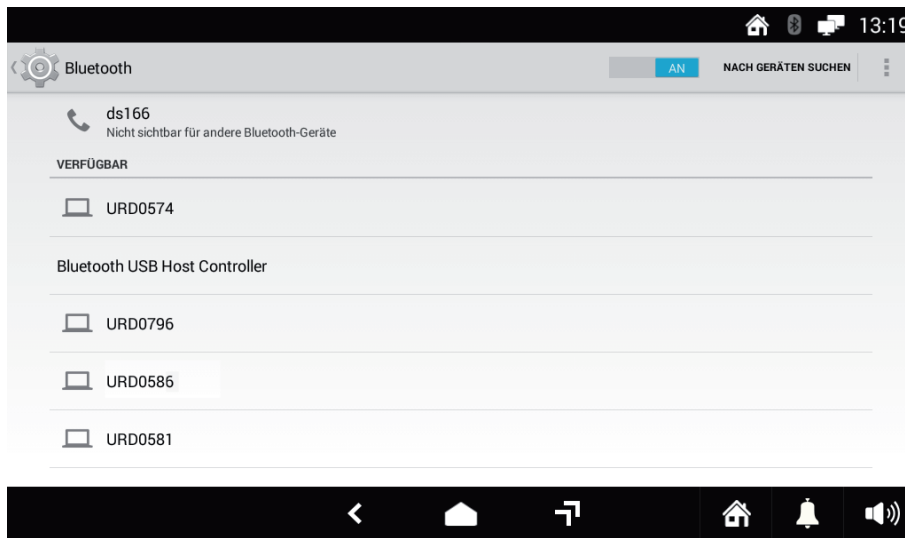 13:19
Bluetooth
AN
NACH GERÄTEN SUCHEN
ds166
Nicht sichtbar für andere Bluetooth-Geräte
VERFÜGBAR
URD0574
Bluetooth USB Host Controller
URD0796
URD0586
URD0581